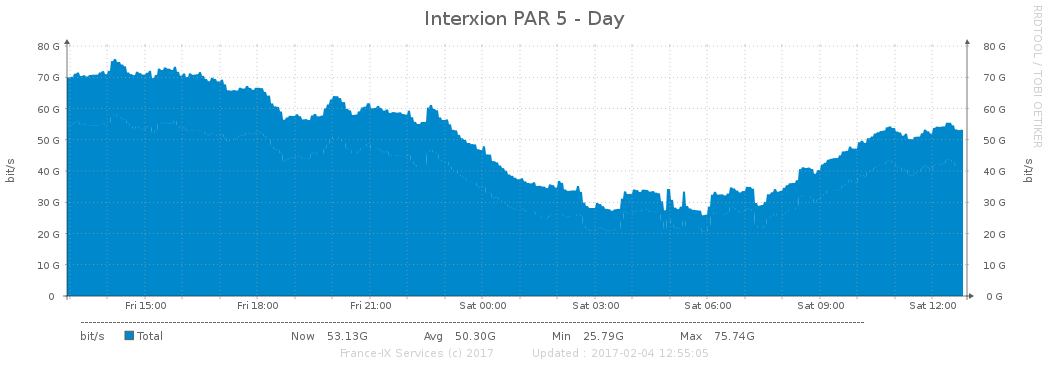 Interxion PAR 5 - Day
RRDTOOL / TOBI OETIKER
80 G 80 G
70 G 70 G
60 G 60 G
50 G 50 G
40 G 40 G
30 G 30 G
20 G 20 G
10 G 10 G
0 0 G
bit/s
bit/s
Fri 15:00 Fri 18:00 Fri 21:00 Sat 00:00 Sat 03:00 Sat 06:00 Sat 09:00 Sat 12:00
bit/s Total Now 53.13G Avg 50.30G Min 25.79G Max 75.74G
France-IX Services (c) 2017 Updated : 2017-02-04 12:55:05